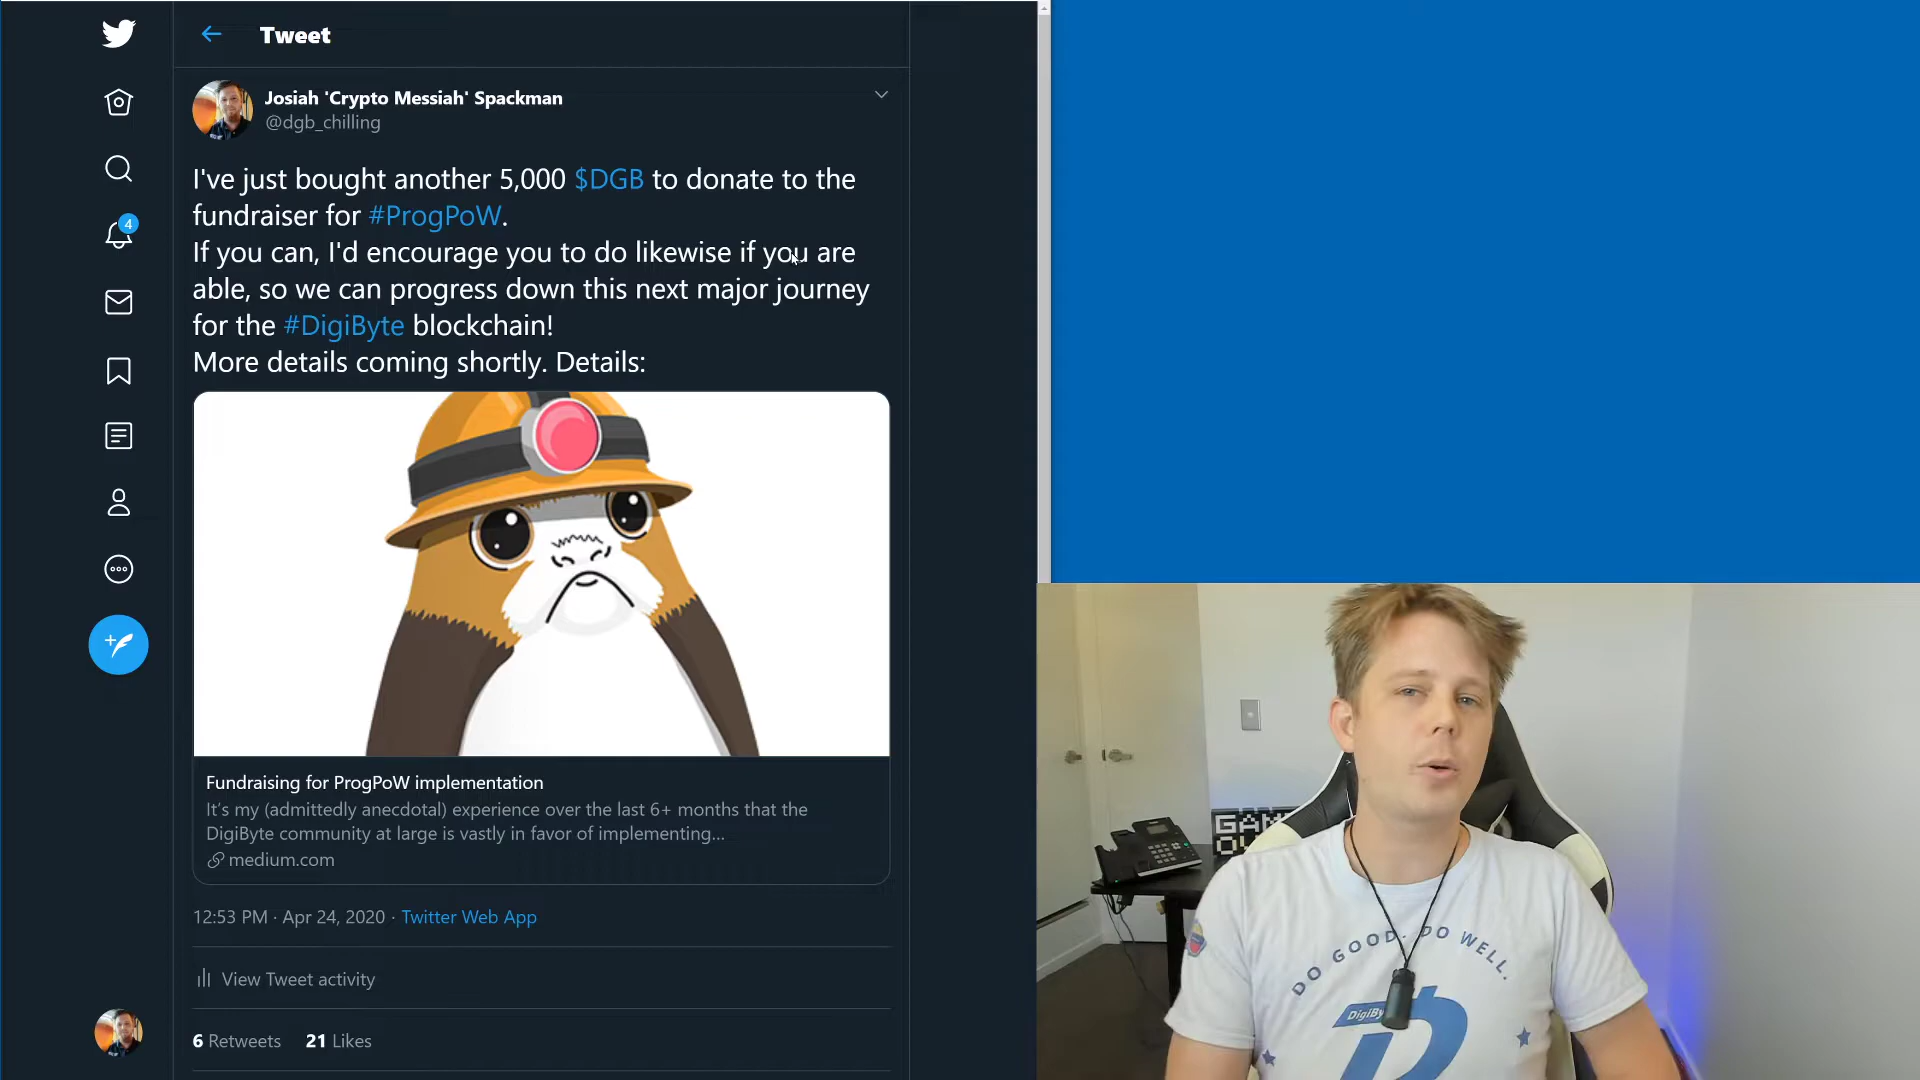 Tweet
Josiah 'Crypto Messiah' Spackman
@dgb_chilling
4
I've just bought another 5,000 $DGB to donate to the
fundraiser for #ProgPoW.
If you can, I'd encourage you to do likewise if you are
able, so we can progress down this next major journey
for the #DigiByte blockchain!
More details coming shortly. Details:
Fundraising for ProgPoW implementation
It's my (admittedly anecdotal) experience over the last 6+ months that the
DigiByte community at large is vastly in favor of implementing...
medium.com
12:53 PM · Apr 24, 2020 · Twitter Web App
View Tweet activity
6 Retweets 21 Likes
DO GOOD. DO WELL.